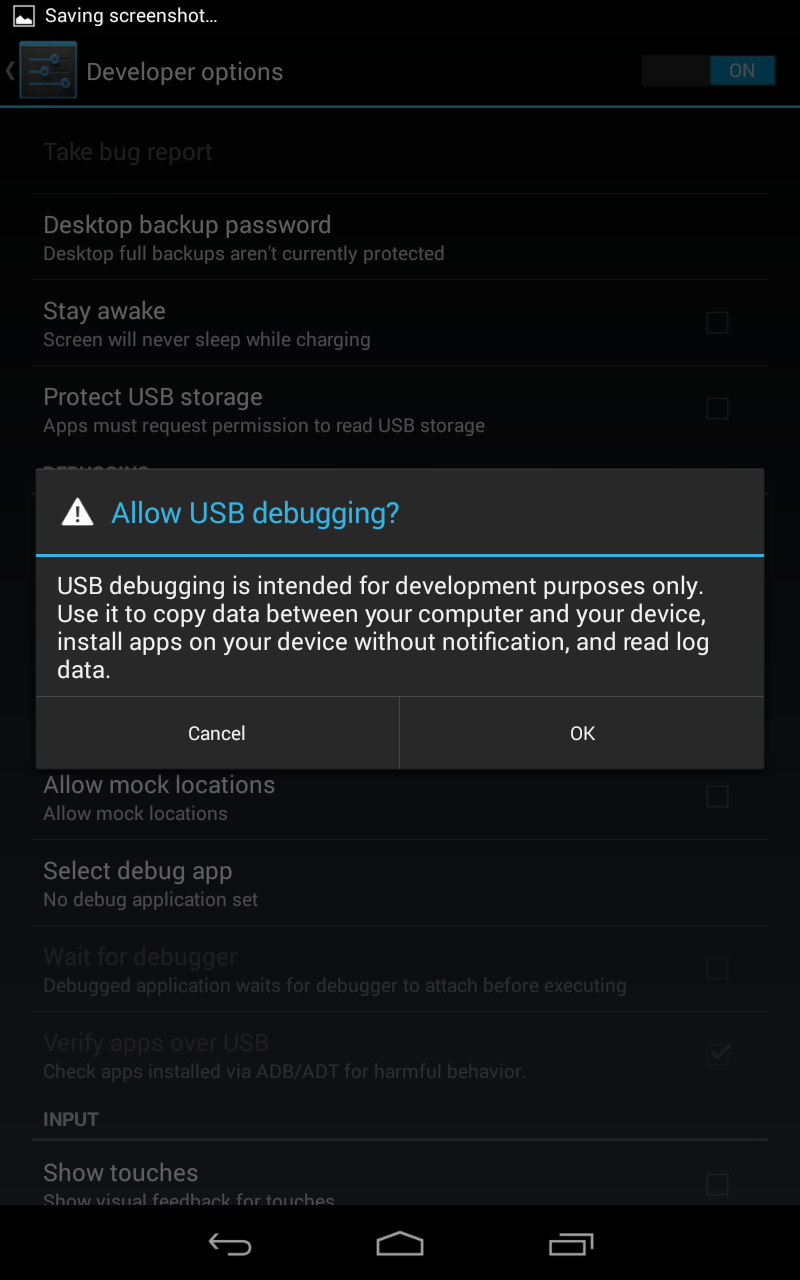 Saving screenshot...
Developer options
ON
Take bug report
Desktop backup password
Desktop full backups aren't currently protected
Stay awake
Screen will never sleep while charging
Protect USB storage
Apps must request permission to read USB storage
DEBUGGING
Allow USB debugging?
USB debugging is intended for development purposes only.
Use it to copy data between your computer and your device,
install apps on your device without notification, and read log
data.
Cancel
OK
Allow mock locations
Allow mock locations
Select debug app
No debug application set
Wait for debugger
Debugged application waits for debugger to attach before executing
Verify apps over USB
Check apps installed via ADB/ADT for harmful behavior.
INPUT
Show touches
Show visual feedback for touches